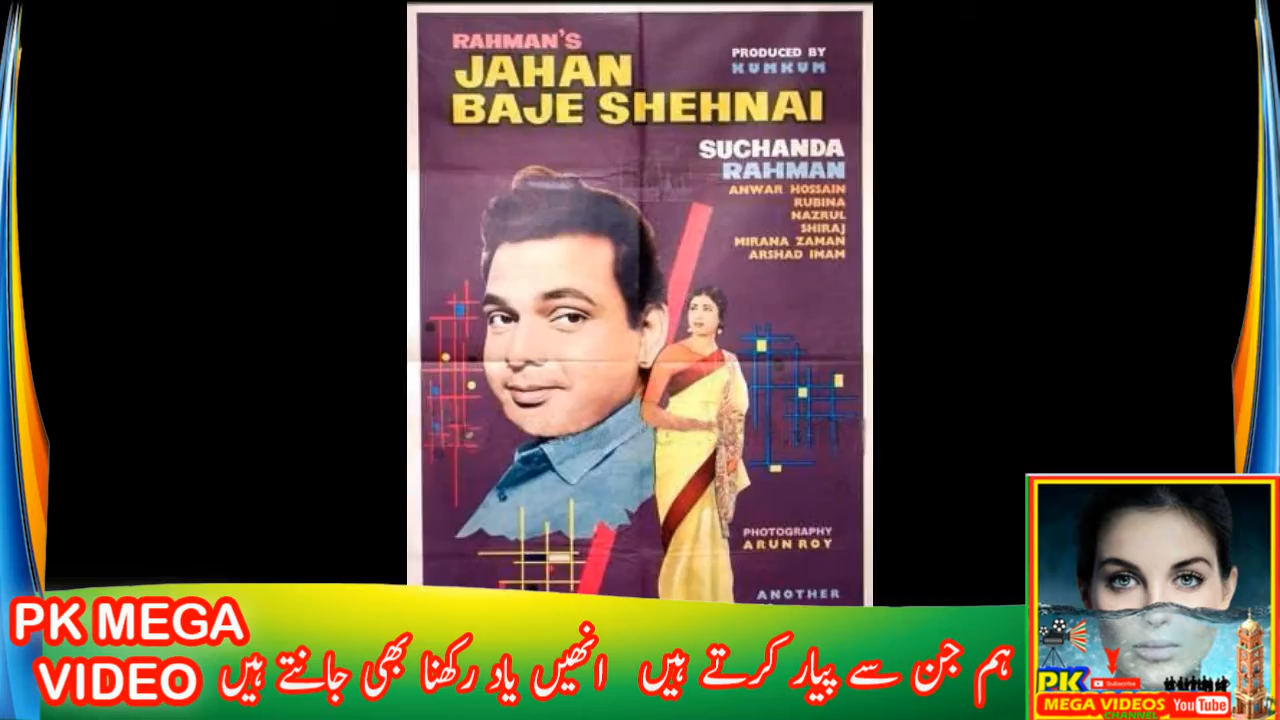 RAHMAN'S
JAHAN
BAJE SHEHNAI
PRODUCED BY
KUMKUM
SUCHANDA
RAHMAN
ANWAR HOSSAIN
RUBINA
NAZRUL
SHIRAJ
MIRANA ZAMAN
ARSHAD IMAM
PHOTOGRAPHY
ARUN ROY
ANOTHER
PK MEGA
VIDEO
ہم جن سے پیار کرتے ہیں انھیں یاد رکھنا بھی جانتے ہیں
PK
Subscribe
MEGA VIDEOS
YouTube
CHANNEL